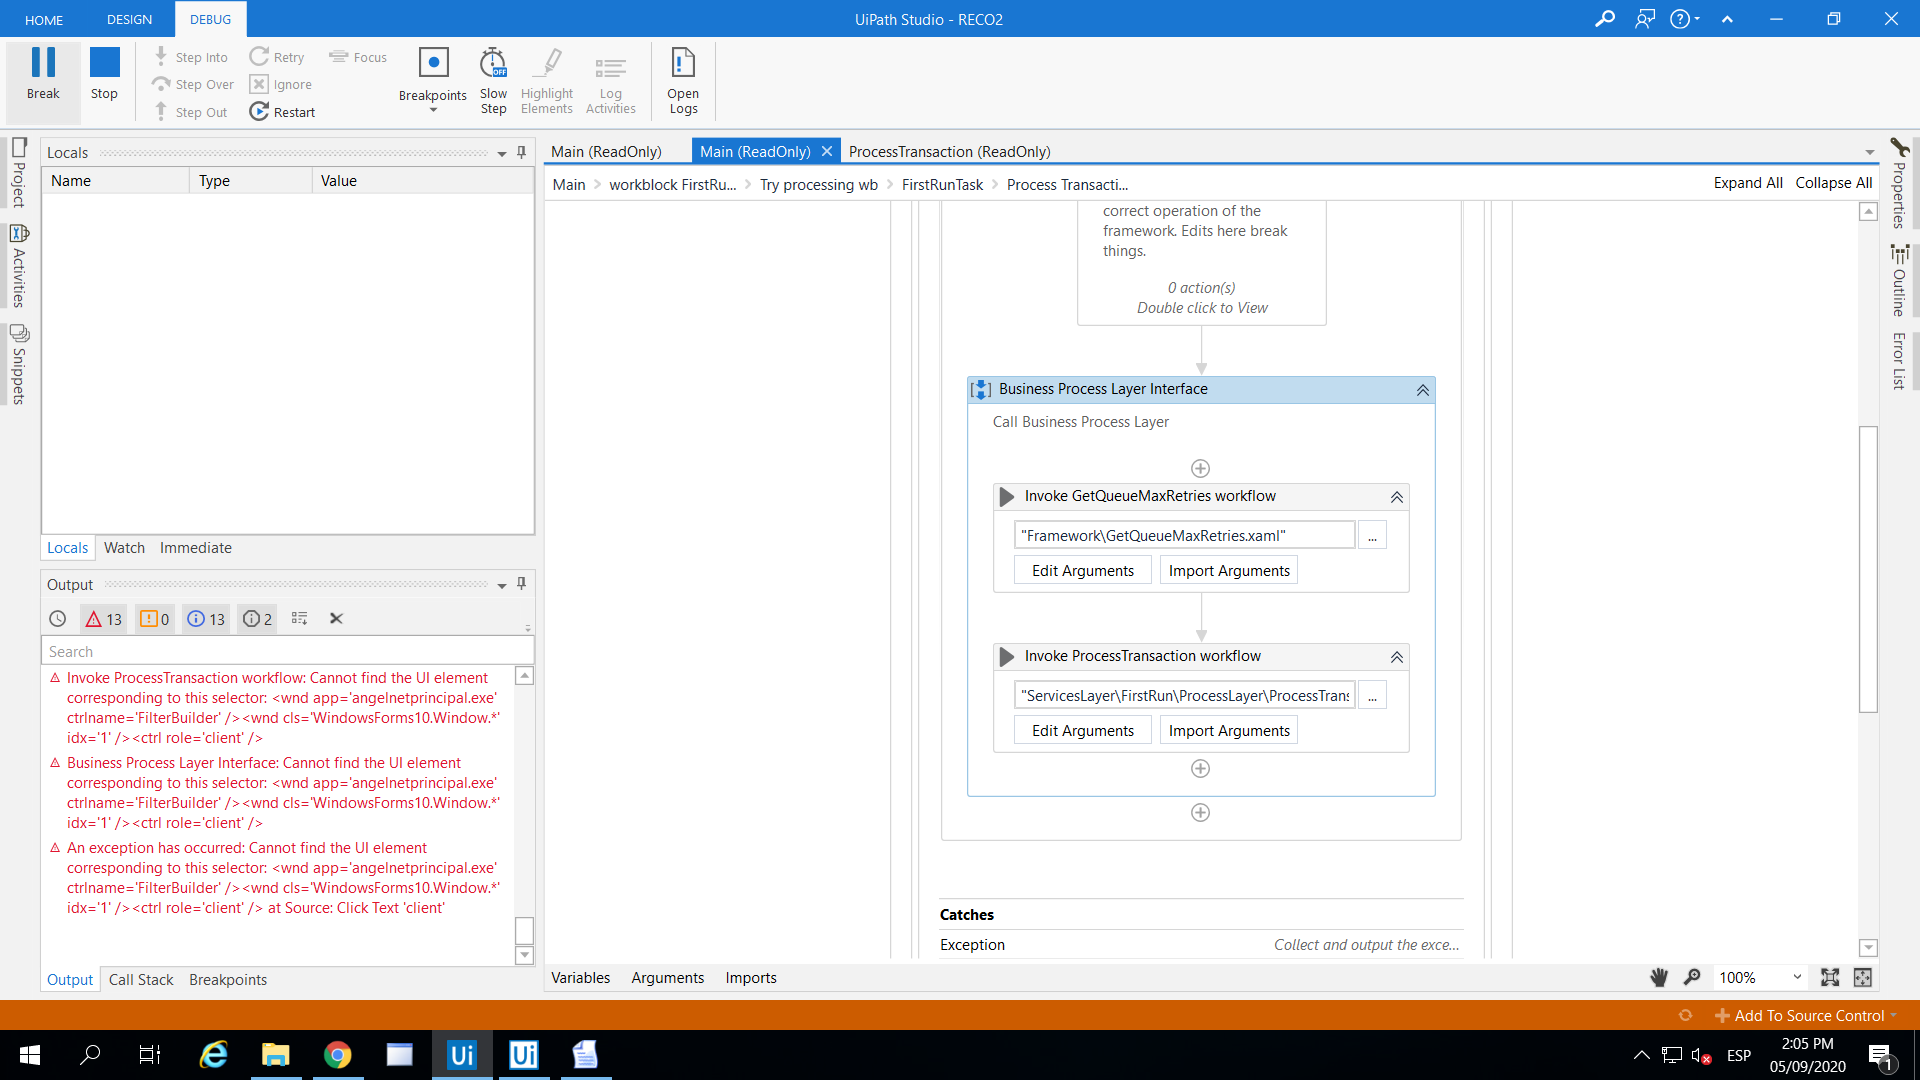 HOME
DESIGN
DEBUG
UiPath Studio - RECO2
Break
Stop
Step Into
Step Over
Step Out
Retry
Ignore
Restart
Focus
Breakpoints
Slow
Step
OFF
Highlight
Elements
Log
Activities
Open
Logs
Project
Activities
Snippets
Locals
Name
Type
Value
Locals
Watch
Immediate
Output
13
0
13
2
Search
Invoke ProcessTransaction workflow: Cannot find the UI element
corresponding to this selector: <wnd app='angelnetprincipal.exe'
ctrlname='FilterBuilder' /><wnd cls='WindowsForms10.Window.*'
idx='1' /><ctrl role='client' />
Business Process Layer Interface: Cannot find the UI element
corresponding to this selector: <wnd app='angelnetprincipal.exe'
ctrlname='FilterBuilder' /><wnd cls='WindowsForms10.Window.*'
idx='1' /><ctrl role='client' />
An exception has occurred: Cannot find the UI element
corresponding to this selector: <wnd app='angelnetprincipal.exe'
ctrlname='FilterBuilder' /><wnd cls='WindowsForms10.Window.*'
idx='1' /><ctrl role='client' /> at Source: Click Text 'client'
Output
Call Stack
Breakpoints
Main (ReadOnly)
Main (ReadOnly)
ProcessTransaction (ReadOnly)
Main > workblock FirstRu... > Try processing wb > FirstRunTask > Process Transacti...
Expand All
Collapse All
correct operation of the
framework. Edits here break
things.
0 action(s)
Double click to View
Business Process Layer Interface
Call Business Process Layer
Invoke GetQueueMaxRetries workflow
"Framework\GetQueueMaxRetries.xaml"
...
Edit Arguments
Import Arguments
Invoke ProcessTransaction workflow
"ServicesLayer\FirstRun\ProcessLayer\ProcessTrans
...
Edit Arguments
Import Arguments
Catches
Exception
Collect and output the exce...
Variables
Arguments
Imports
100%
Properties
Outline
Error List
Add To Source Control
Ui
Ui
ESP
2:05 PM
05/09/2020
1